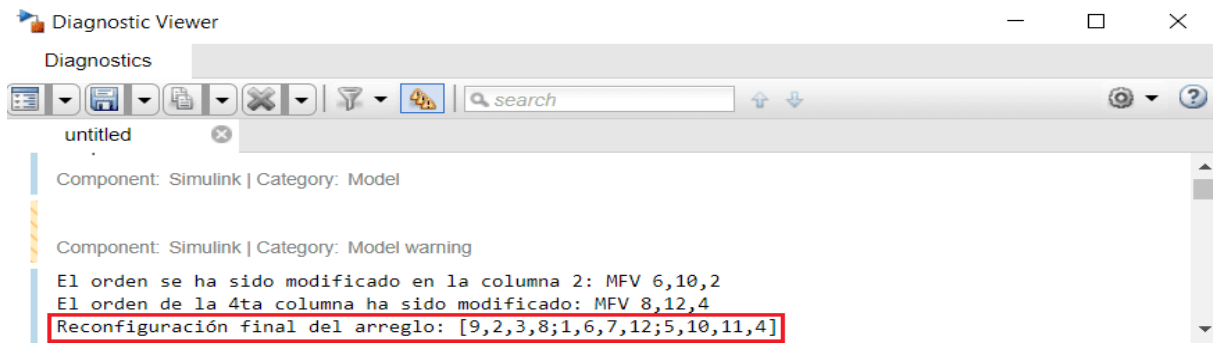 Diagnostic Viewer
Diagnostics
search
untitled
Component: Simulink | Category: Model
Component: Simulink | Category: Model warning
El orden se ha sido modificado en la columna 2: MFV 6,10,2
El orden de la 4ta columna ha sido modificado: MFV 8,12,4
Reconfiguración final del arreglo: [9,2,3,8;1,6,7,12;5,10,11,4]